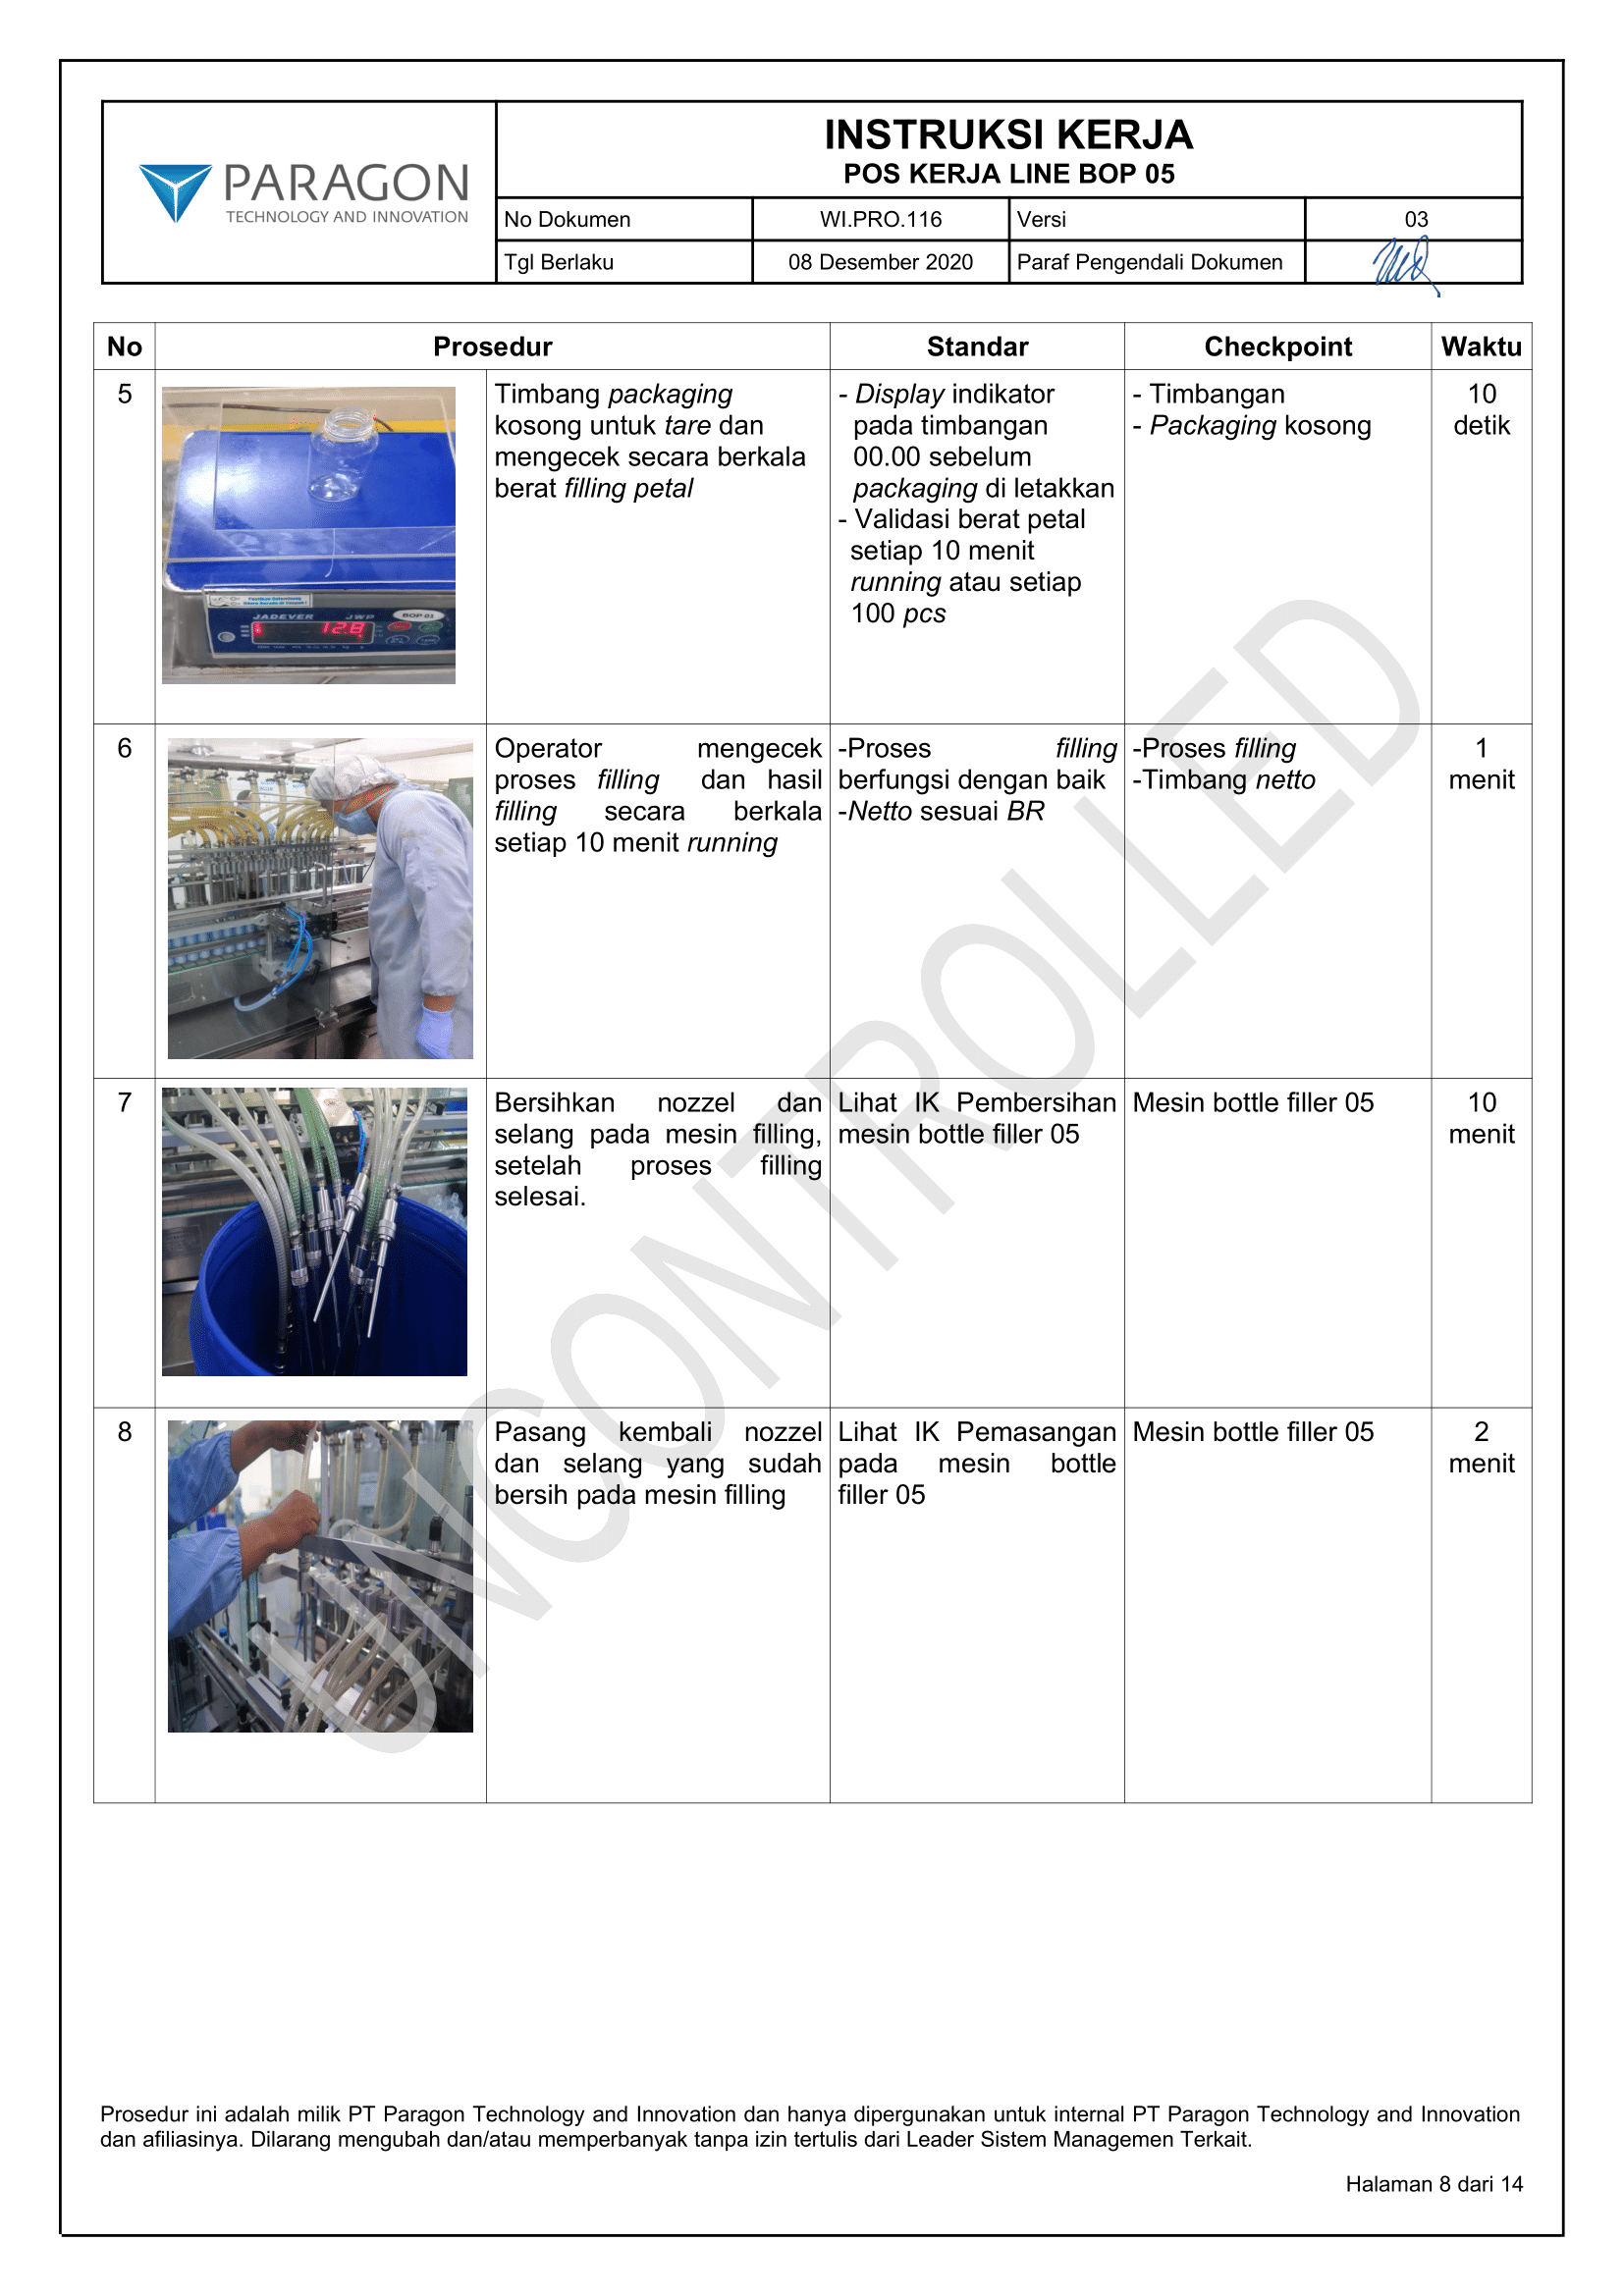 PARAGON
TECHNOLOGY AND INNOVATION
INSTRUKSI KERJA
POS KERJA LINE BOP 05
No Dokumen WI.PRO.116 Versi 03
Tgl Berlaku 08 Desember 2020 Paraf Pengendali Dokumen
No Prosedur Standar Checkpoint Waktu
5
JADEVER JWP
BOP 03
12.8
Timbang packaging
kosong untuk tare dan
mengecek secara berkala
berat filling petal
- Display indikator
pada timbangan
00.00 sebelum
packaging di letakkan
- Validasi berat petal
setiap 10 menit
running atau setiap
100 pcs
- Timbangan
- Packaging kosong
10
detik
6
Operator mengecek
proses filling dan hasil
filling secara berkala
setiap 10 menit running
-Proses filling
berfungsi dengan baik
-Netto sesuai BR
-Proses filling
-Timbang netto
1
menit
7
Bersihkan nozzel dan
selang pada mesin filling,
setelah proses filling
selesai.
Lihat IK Pembersihan
mesin bottle filler 05
Mesin bottle filler 05
10
menit
8
Pasang kembali nozzel
dan selang yang sudah
bersih pada mesin filling
Lihat IK Pemasangan
pada mesin bottle
filler 05
Mesin bottle filler 05
2
menit
UNCONTROLLED
Prosedur ini adalah milik PT Paragon Technology and Innovation dan hanya dipergunakan untuk internal PT Paragon Technology and Innovation
dan afiliasinya. Dilarang mengubah dan/atau memperbanyak tanpa izin tertulis dari Leader Sistem Managemen Terkait.
Halaman 8 dari 14